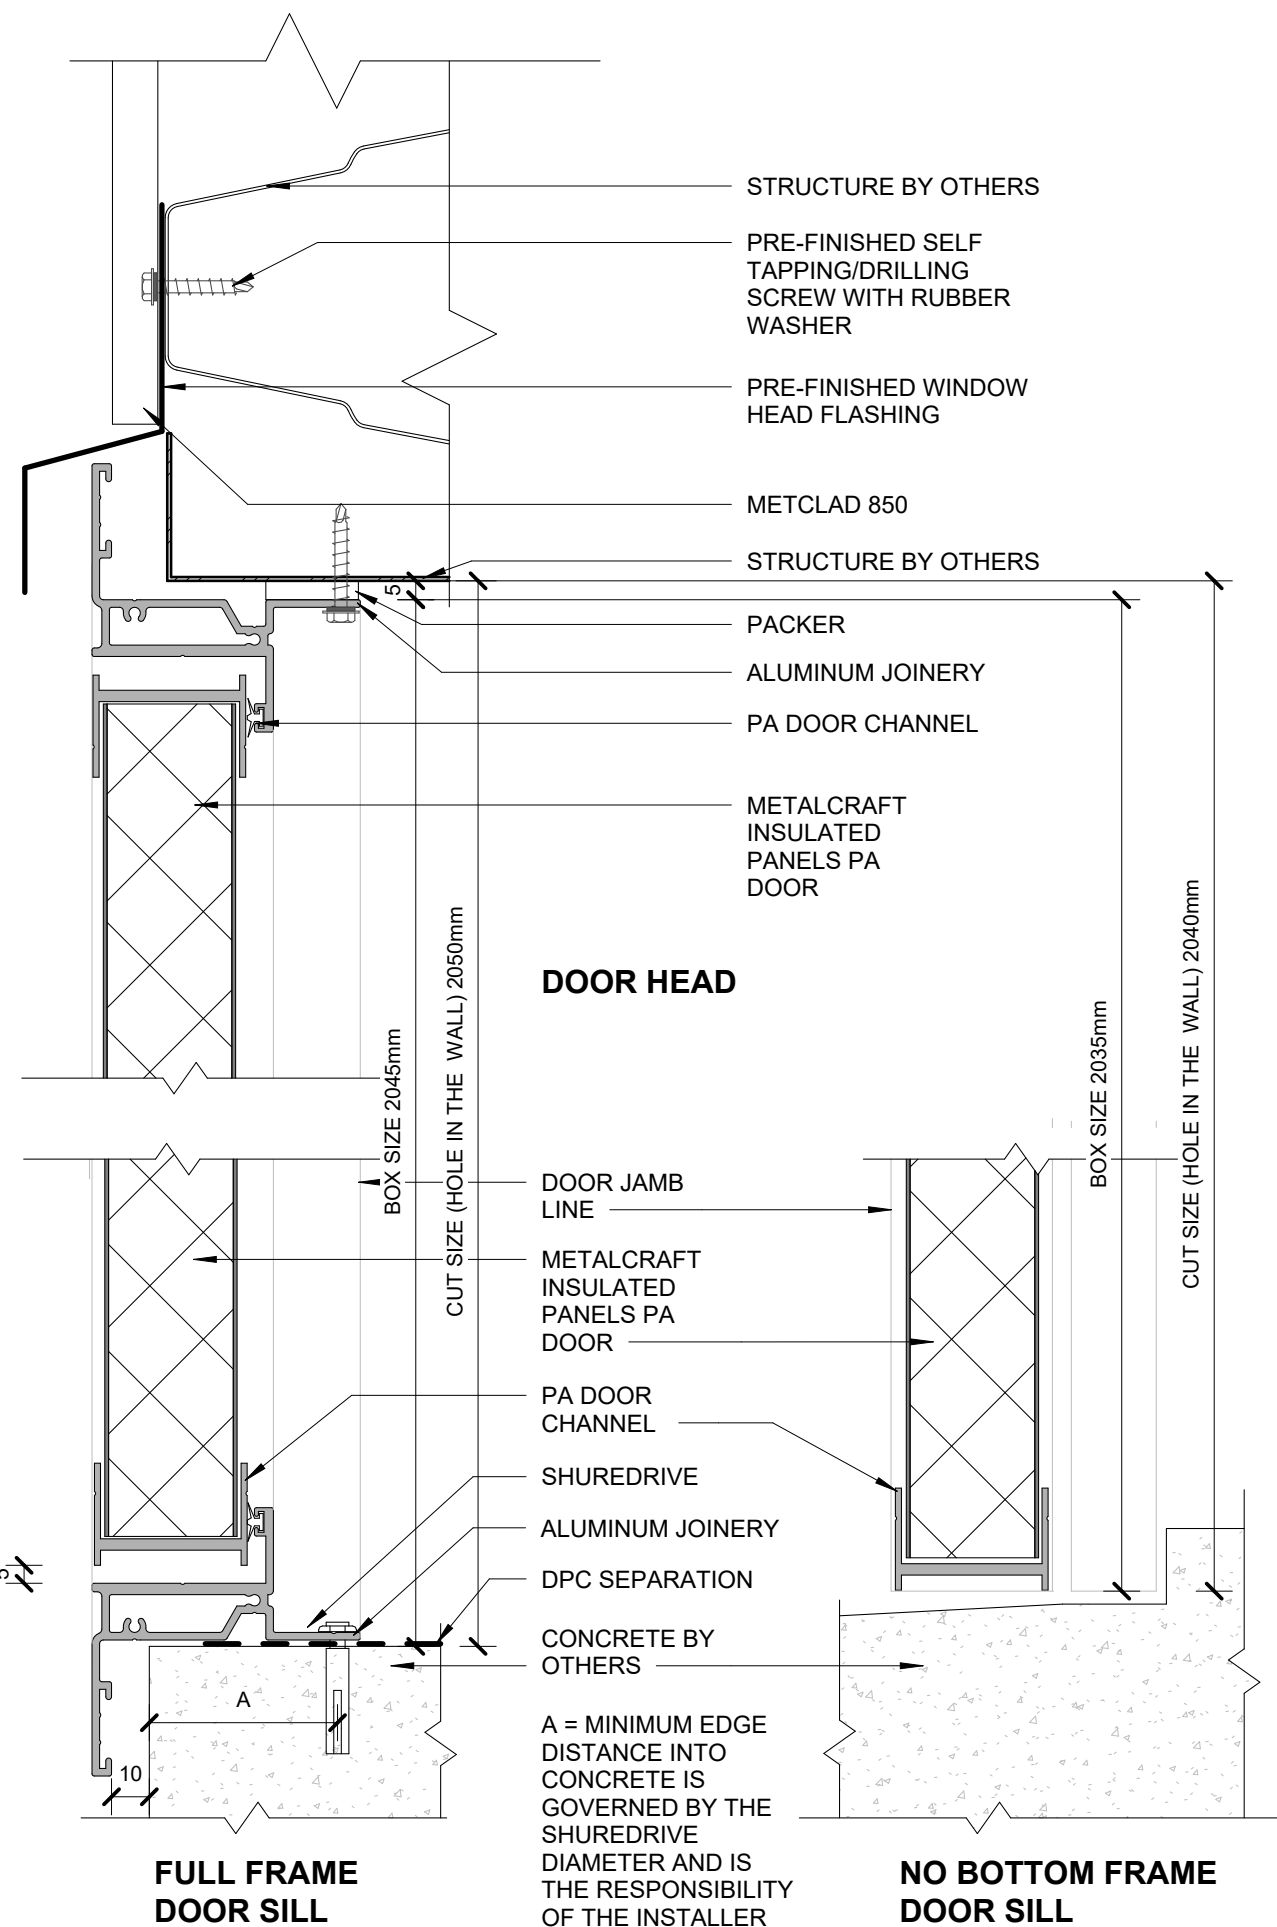 STRUCTURE BY OTHERS
PRE-FINISHED SELF
TAPPING/DRILLING
SCREW WITH RUBBER
WASHER
PRE-FINISHED WINDOW
HEAD FLASHING
METCLAD 850
STRUCTURE BY OTHERS
5
PACKER
ALUMINUM JOINERY
PA DOOR CHANNEL
METALCRAFT
INSULATED
PANELS PA
DOOR
DOOR HEAD
BOX SIZE 2045mm
CUT SIZE (HOLE IN THE WALL) 2050mm
BOX SIZE 2035mm
CUT SIZE (HOLE IN THE WALL) 2040mm
DOOR JAMB
LINE
METALCRAFT
INSULATED
PANELS PA
DOOR
PA DOOR
CHANNEL
SHUREDRIVE
ALUMINUM JOINERY
DPC SEPARATION
5
CONCRETE BY
OTHERS
A
10
A = MINIMUM EDGE
DISTANCE INTO
CONCRETE IS
GOVERNED BY THE
SHUREDRIVE
DIAMETER AND IS
THE RESPONSIBILITY
OF THE INSTALLER
FULL FRAME
DOOR SILL
NO BOTTOM FRAME
DOOR SILL